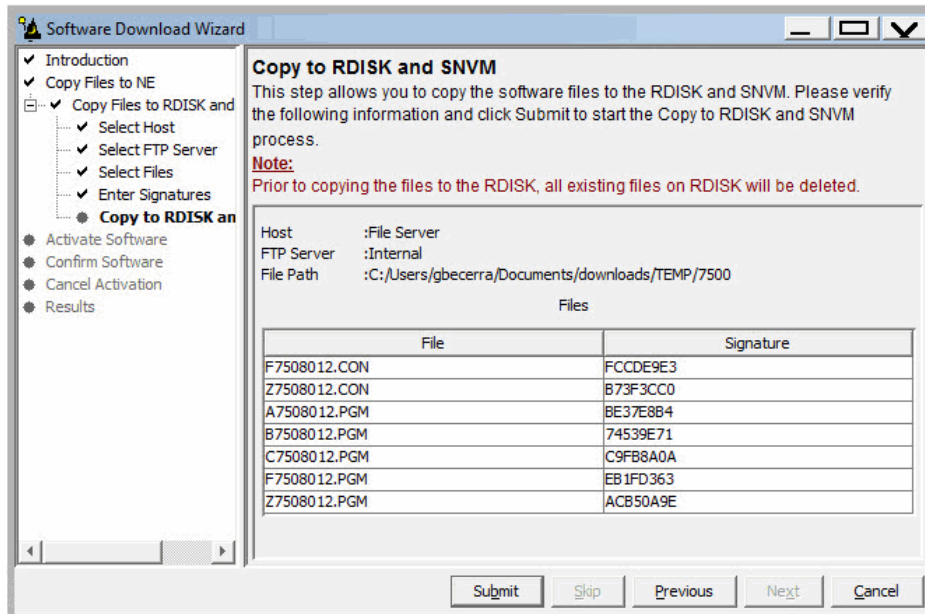 Software Download Wizard
Introduction
Copy Files to NE
Copy Files to RDISK and
Select Host
Select FTP Server
Select Files
Enter Signatures
Copy to RDISK an
Activate Software
Confirm Software
Cancel Activation
Results
Copy to RDISK and SNVM
This step allows you to copy the software files to the RDISK and SNVM. Please verify
the following information and click Submit to start the Copy to RDISK and SNVM
process.
Note:
Prior to copying the files to the RDISK, all existing files on RDISK will be deleted.
Host :File Server
FTP Server :Internal
File Path :C:/Users/gbecerra/Documents/downloads/TEMP/7500
Files
File Signature
F7508012.CON FCCDE9E3
Z7508012.CON B73F3CC0
A7508012.PGM BE37E8B4
B7508012.PGM 74539E71
C7508012.PGM C9FB8A0A
F7508012.PGM EB1FD363
Z7508012.PGM ACB50A9E
Submit Skip Previous Next Cancel